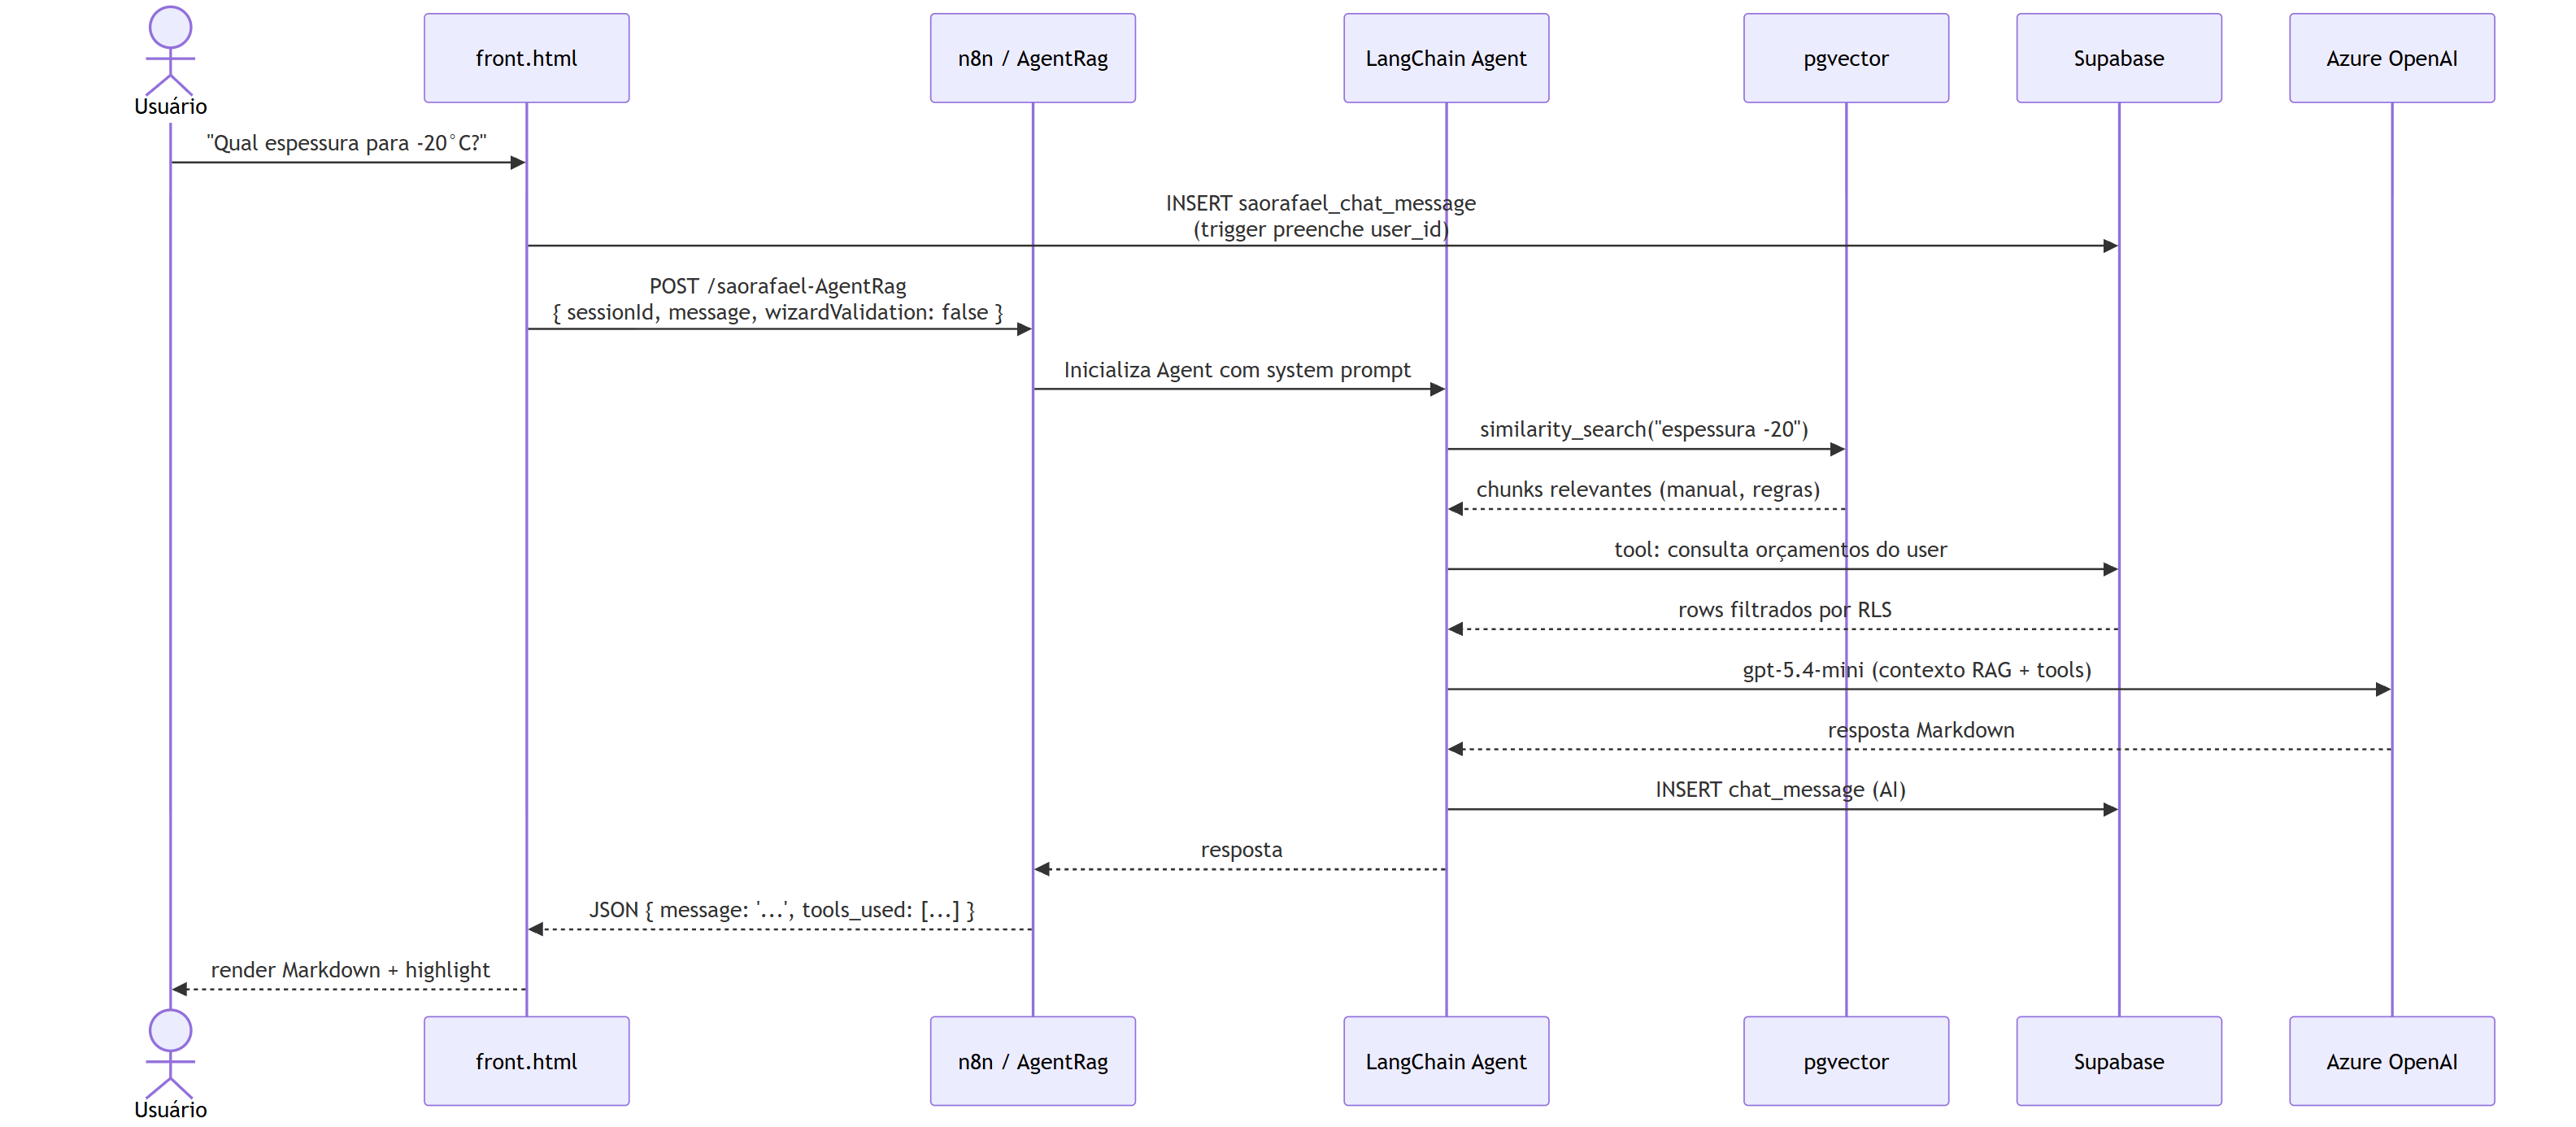 Usuário
front.html
n8n / AgentRag
LangChain Agent
pgvector
Supabase
Azure OpenAI
"Qual espessura para -20°C?"
INSERT saorafael_chat_message
(trigger preenche user_id)
POST /saorafael-AgentRag
{ sessionId, message, wizardValidation: false }
Inicializa Agent com system prompt
similarity_search("espessura -20")
chunks relevantes (manual, regras)
tool: consulta orçamentos do user
rows filtrados por RLS
gpt-5.4-mini (contexto RAG + tools)
resposta Markdown
INSERT chat_message (AI)
resposta
JSON { message: '...', tools_used: [...] }
render Markdown + highlight
Usuário
front.html
n8n / AgentRag
LangChain Agent
pgvector
Supabase
Azure OpenAI